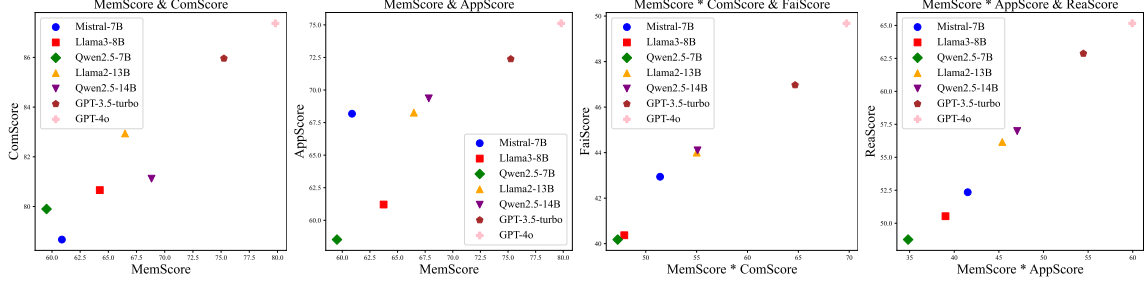 MemScore & ComScore
ComScore
86
84
82
80
Mistral-7B
Llama3-8B
Qwen2.5-7B
Llama2-13B
Qwen2.5-14B
GPT-3.5-turbo
GPT-4o
60.0 62.5 65.0 67.5 70.0 72.5 75.0 77.5 80.0
MemScore
MemScore & AppScore
AppScore
75.0
72.5
70.0
67.5
65.0
62.5
60.0
Mistral-7B
Llama3-8B
Qwen2.5-7B
Llama2-13B
Qwen2.5-14B
GPT-3.5-turbo
GPT-4o
60.0 62.5 65.0 67.5 70.0 72.5 75.0 77.5 80.0
MemScore
MemScore * ComScore & FaiScore
FaiScore
50
48
46
44
42
40
Mistral-7B
Llama3-8B
Qwen2.5-7B
Llama2-13B
Qwen2.5-14B
GPT-3.5-turbo
GPT-4o
50 55 60 65 70
MemScore * ComScore
MemScore * AppScore & ReaScore
ReaScore
65.0
62.5
60.0
57.5
55.0
52.5
50.0
Mistral-7B
Llama3-8B
Qwen2.5-7B
Llama2-13B
Qwen2.5-14B
GPT-3.5-turbo
GPT-4o
35 40 45 50 55 60
MemScore * AppScore